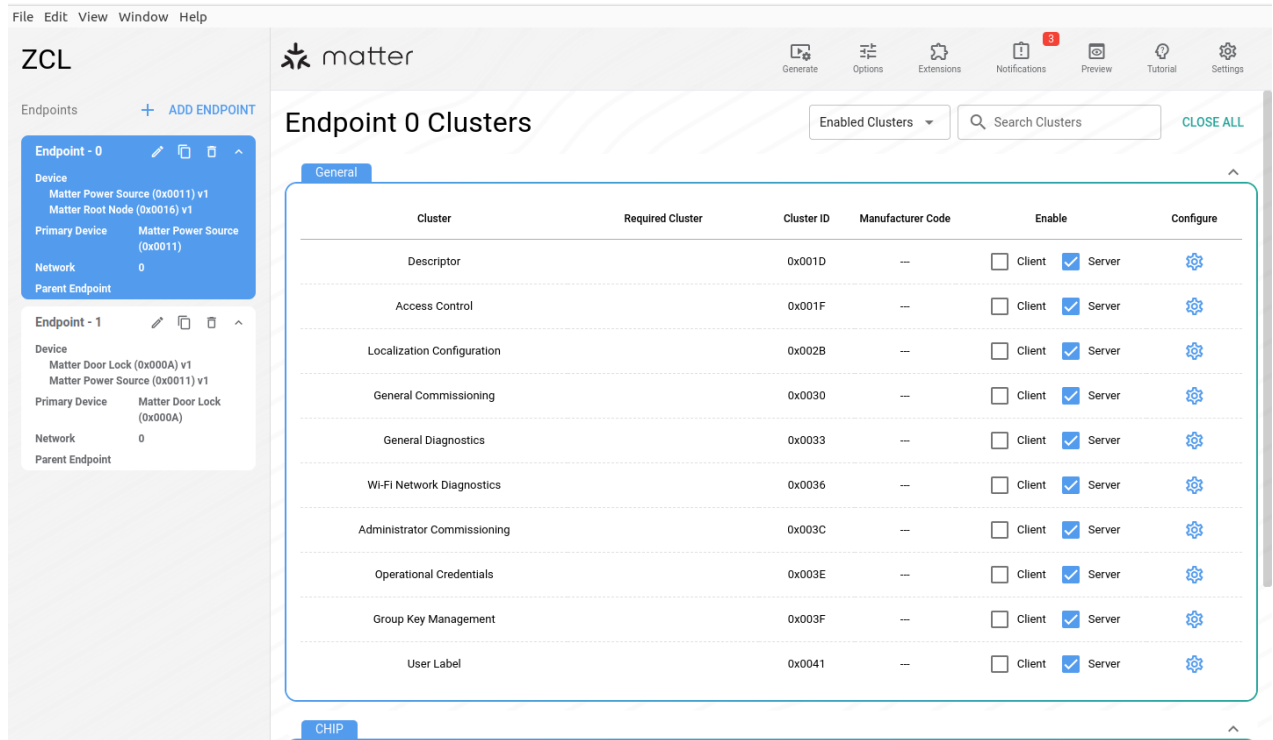 File Edit View Window Help
ZCL
matter
Generate
Options
Extensions
3
Notifications
Preview
Tutorial
Settings
Endpoints
ADD ENDPOINT
Endpoint - 0
Device
Matter Power Source (0x0011) v1
Matter Root Node (0x0016) v1
Primary Device Matter Power Source
(0x0011)
Network 0
Parent Endpoint
Endpoint - 1
Device
Matter Door Lock (0x000A) v1
Matter Power Source (0x0011) v1
Primary Device Matter Door Lock
(0x000A)
Network 0
Parent Endpoint
Endpoint 0 Clusters
Enabled Clusters
Search Clusters
CLOSE ALL
General
Cluster Required Cluster Cluster ID Manufacturer Code Enable Configure
Descriptor 0x001D --- Client Server
Access Control 0x001F --- Client Server
Localization Configuration 0x002B --- Client Server
General Commissioning 0x0030 --- Client Server
General Diagnostics 0x0033 --- Client Server
Wi-Fi Network Diagnostics 0x0036 --- Client Server
Administrator Commissioning 0x003C --- Client Server
Operational Credentials 0x003E --- Client Server
Group Key Management 0x003F --- Client Server
User Label 0x0041 --- Client Server
CHIP